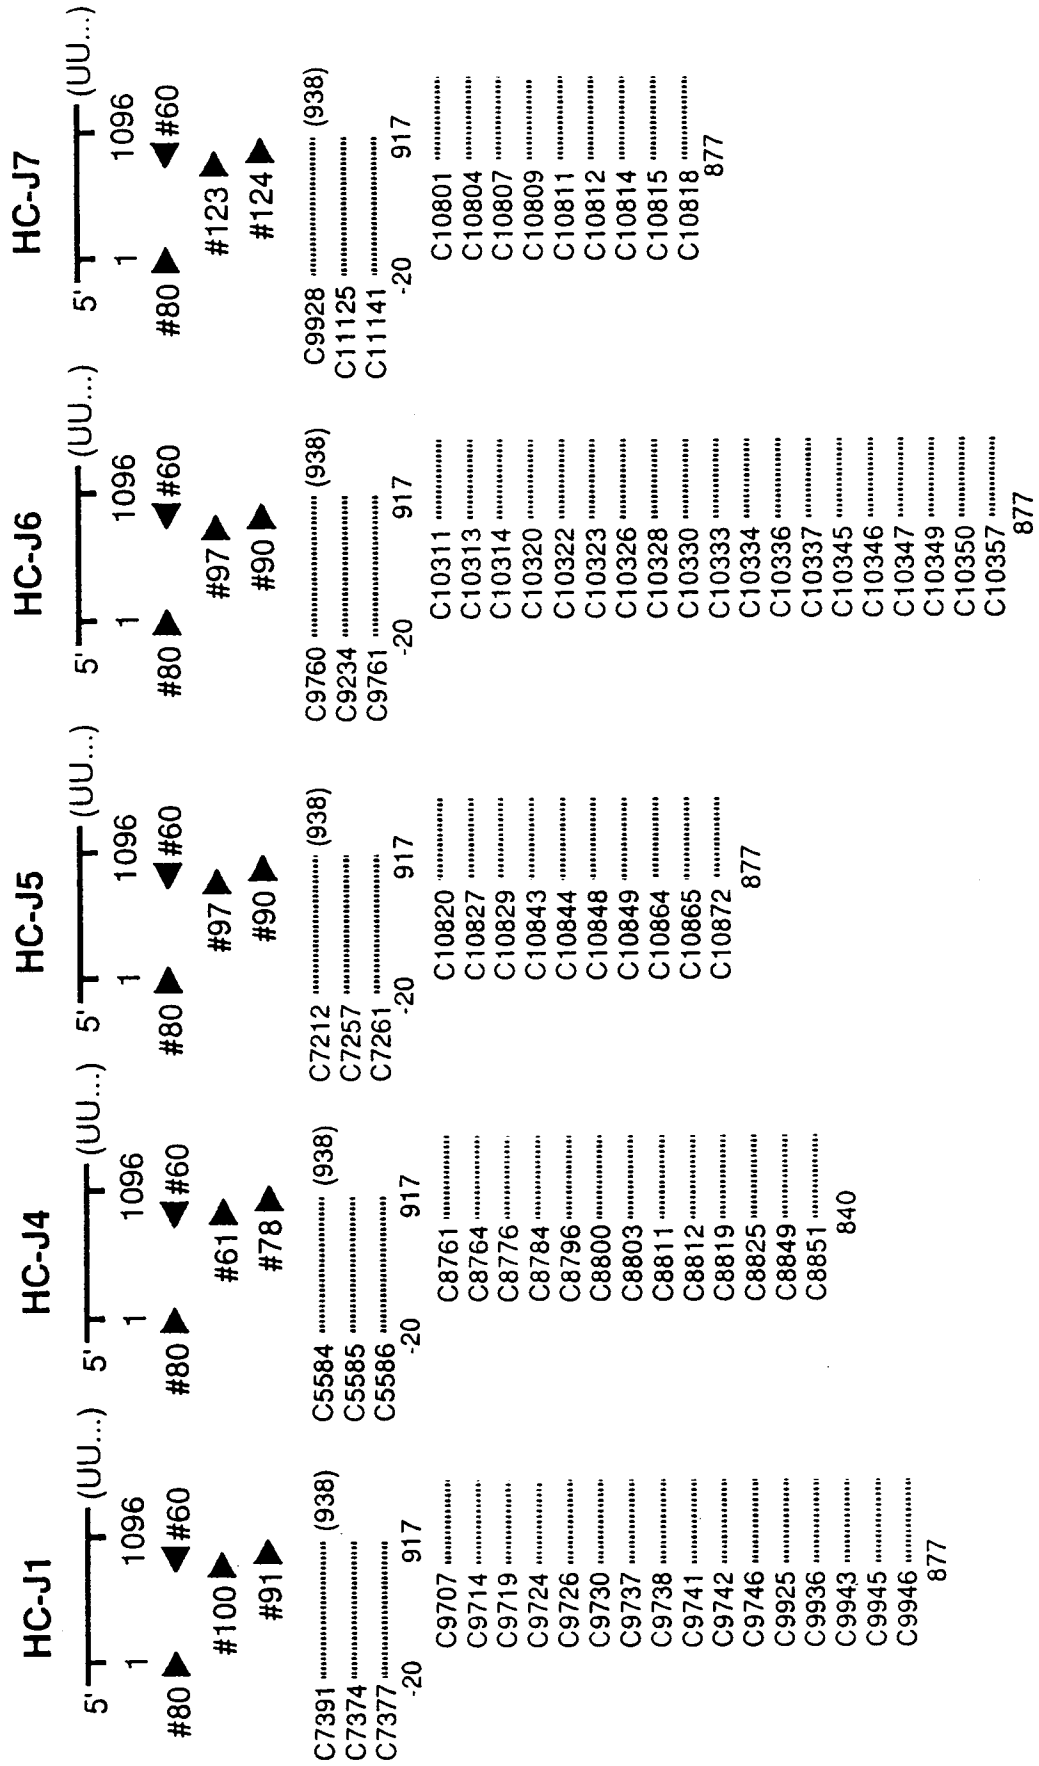 HC-J1
5' (UU...)
1 1096
#80 #60
#100
#91
C7391 (938)
C7374
C7377
-20 917
C9707
C9714
C9719
C9724
C9726
C9730
C9737
C9738
C9741
C9742
C9746
C9925
C9936
C9943
C9945
C9946
877
HC-J4
5' (UU...)
1 1096
#80 #60
#61
#78
C5584 (938)
C5585
C5586
-20 917
C8761
C8764
C8776
C8784
C8796
C8800
C8803
C8811
C8812
C8819
C8825
C8849
C8851
840
HC-J5
5' (UU...)
1 1096
#80 #60
#97
#90
C7212 (938)
C7257
C7261
-20 917
C10820
C10827
C10829
C10843
C10844
C10848
C10849
C10864
C10865
C10872
877
HC-J6
5' (UU...)
1 1096
#80 #60
#97
#90
C9760 (938)
C9234
C9761
-20 917
C10311
C10313
C10314
C10320
C10322
C10323
C10326
C10328
C10330
C10333
C10334
C10336
C10337
C10345
C10346
C10347
C10349
C10350
C10357
877
HC-J7
5' (UU...)
1 1096
#80 #60
#123
#124
C9928 (938)
C11125
C11141
-20 917
C10801
C10804
C10807
C10809
C10811
C10812
C10814
C10815
C10818
877